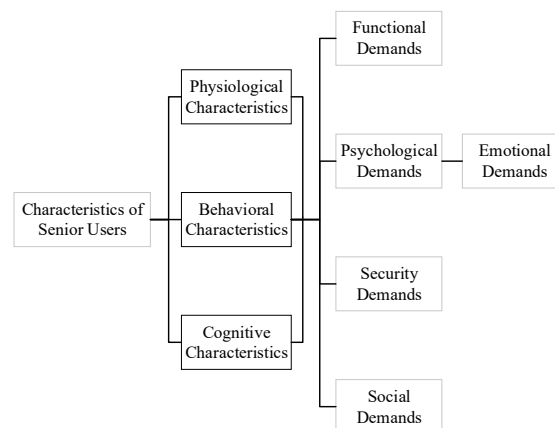 Characteristics of
Senior Users
Physiological
Characteristics
Behavioral
Characteristics
Cognitive
Characteristics
Functional
Demands
Psychological
Demands
Emotional
Demands
Security
Demands
Social
Demands